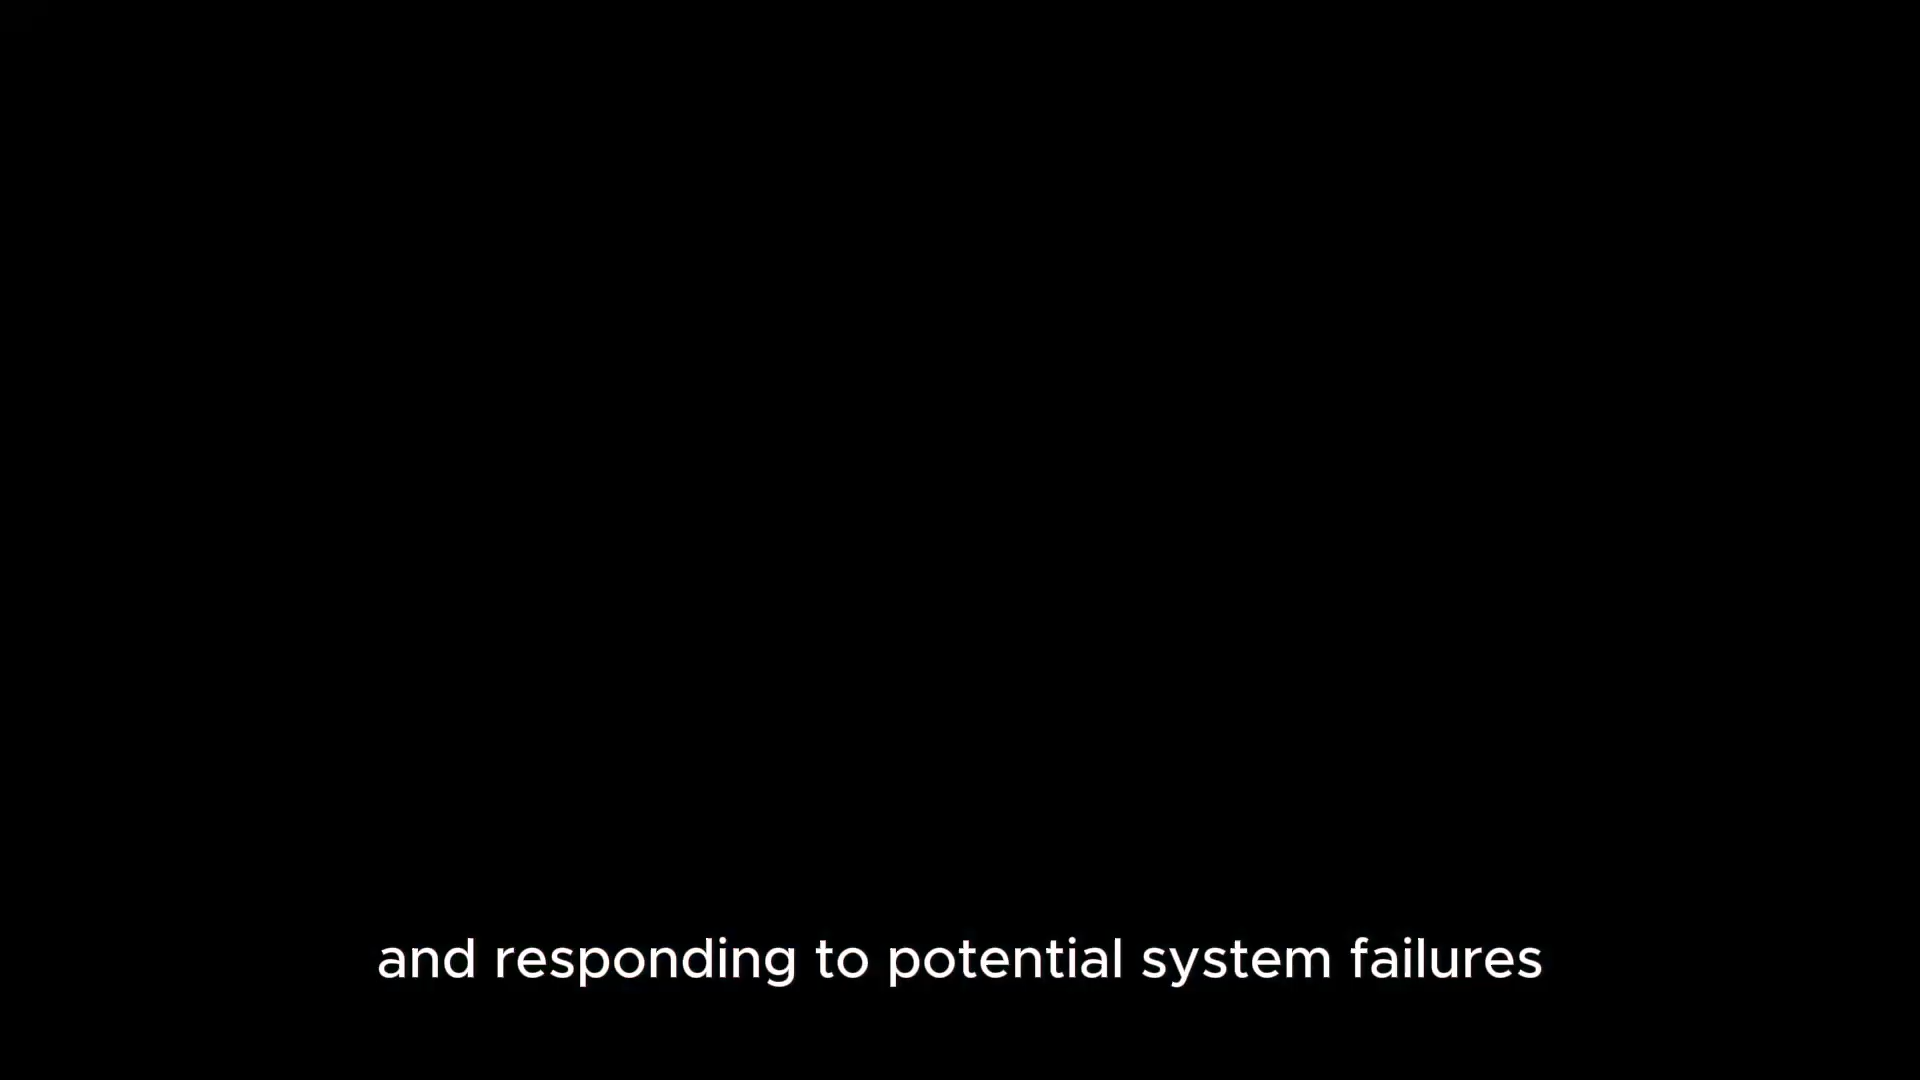 and responding to potential system failures